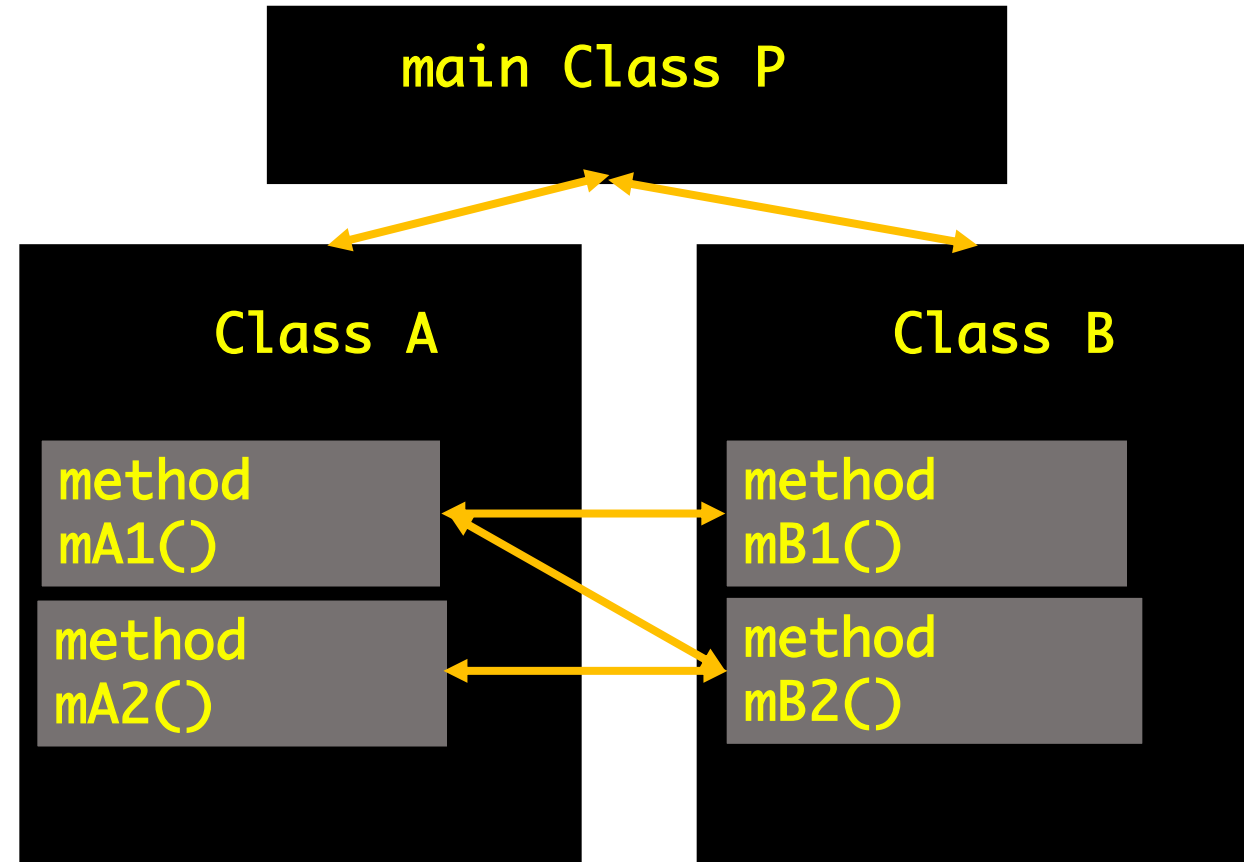 main Class P
Class A
method
mA1()
method
mA2()
Class B
method
mB1()
method
mB2()